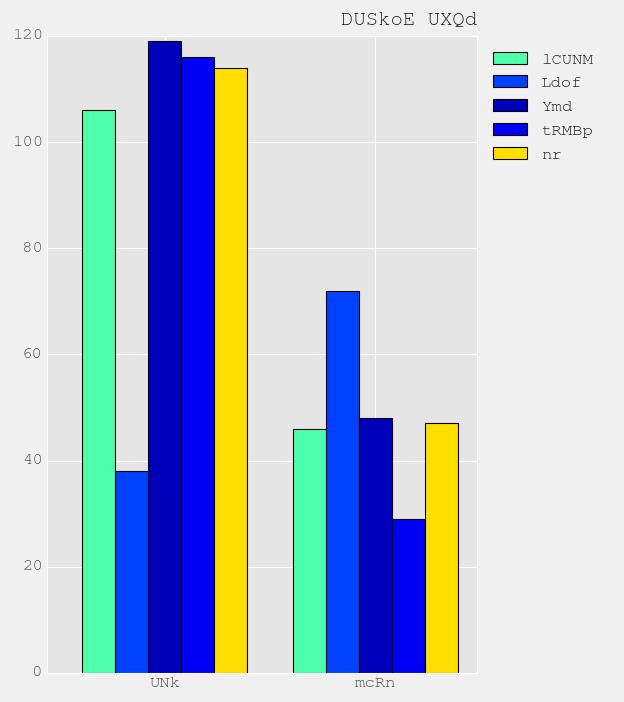 DUSkoE UXQd
120
100
80
60
40
20
0
UNk
mcRn
lCUNM
Ldof
Ymd
tRMBp
nr